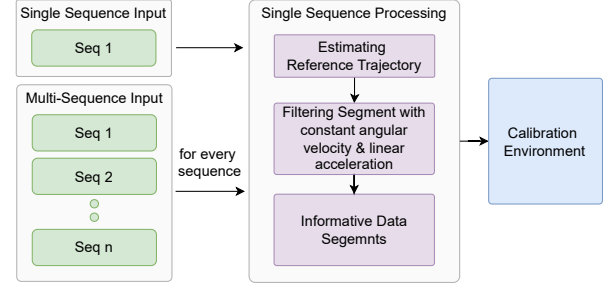 Single Sequence Input
Seq 1
Multi-Sequence Input
Seq 1
Seq 2
Seq n
for every
sequence
Single Sequence Processing
Estimating
Reference Trajectory
Filtering Segment with
constant angular
velocity & linear
acceleration
Informative Data
Segemnts
Calibration
Environment